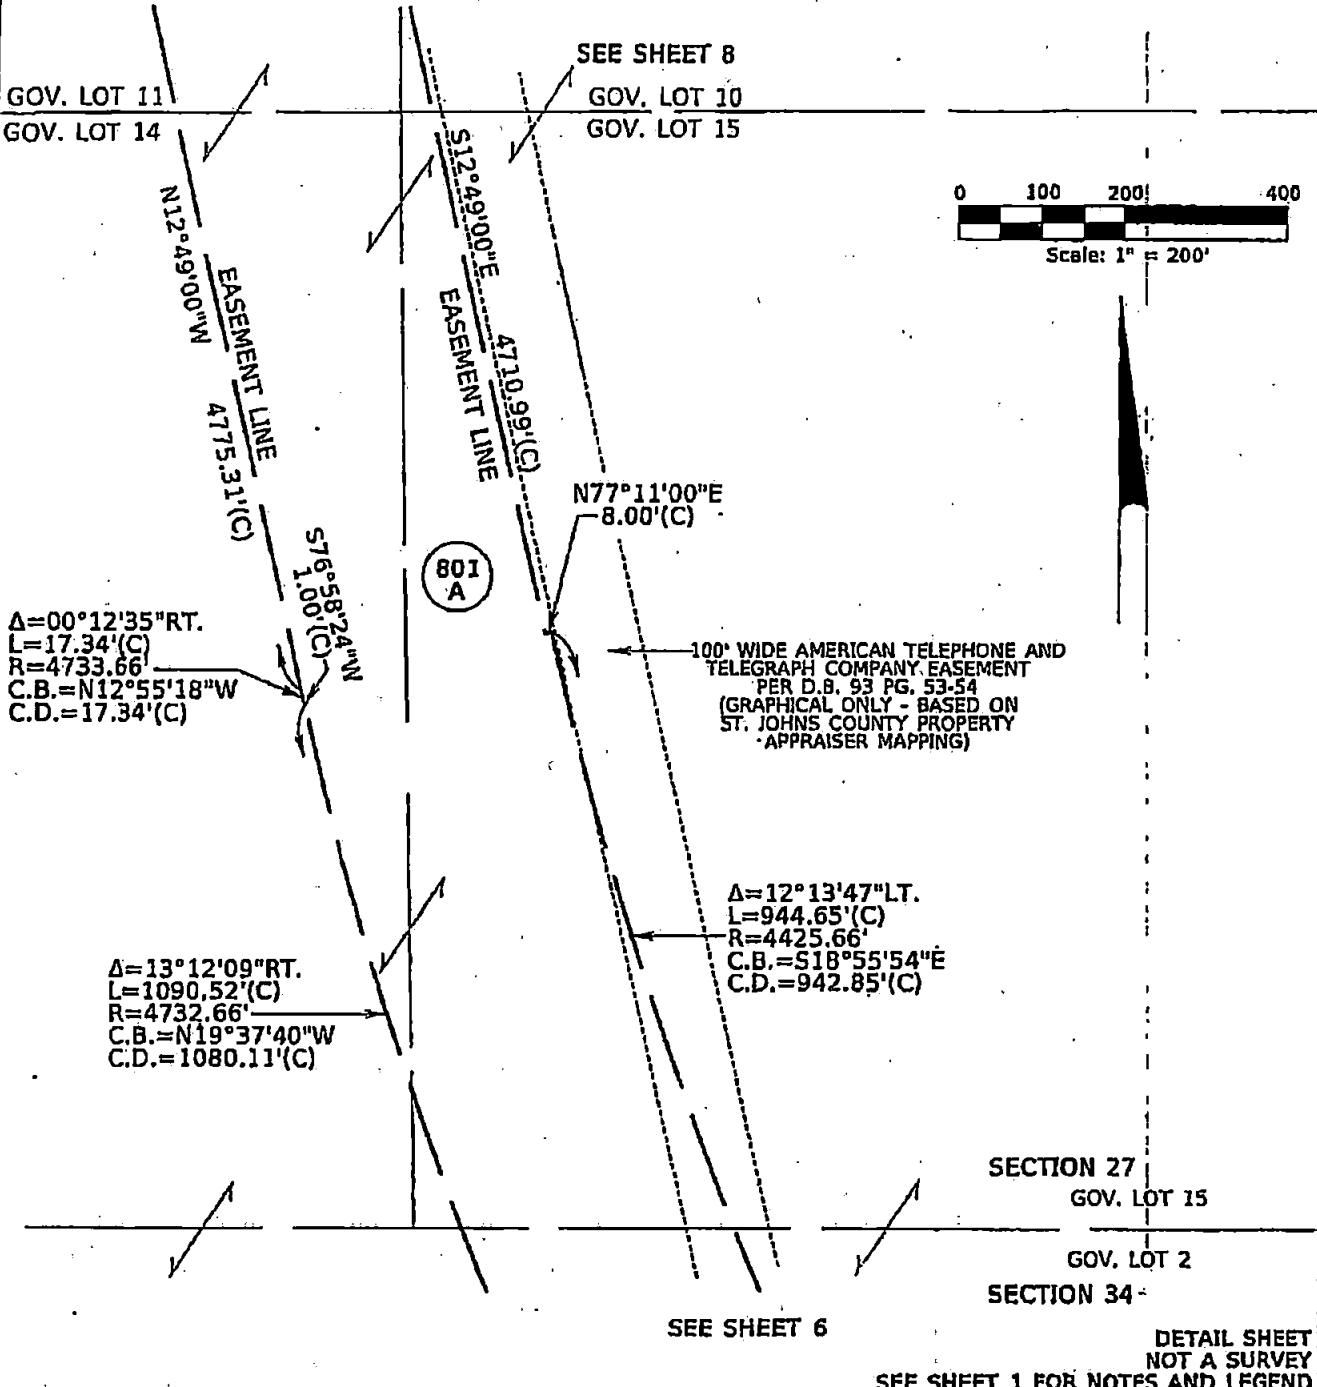 SEE SHEET 8
GOV. LOT 11
GOV. LOT 10
GOV. LOT 14
GOV. LOT 15
0 100 200 400
Scale: 1" = 200'
N12°49'00"W
EASEMENT LINE
4775.31'(C)
S12°49'00"E
EASEMENT LINE
4710.99'(C)
N77°11'00"E
8.00'(C)
801
A
S76°58'24"W
1.00'(C)
Δ=00°12'35"RT.
L=17.34'(C)
R=4733.66'
C.B.=N12°55'18"W
C.D.=17.34'(C)
100' WIDE AMERICAN TELEPHONE AND
TELEGRAPH COMPANY EASEMENT
PER D.B. 93 PG. 53-54
(GRAPHICAL ONLY - BASED ON
ST. JOHNS COUNTY PROPERTY
APPRAISER MAPPING)
Δ=12°13'47"LT.
L=944.65'(C)
R=4425.66'
C.B.=S18°55'54"E
C.D.=942.85'(C)
Δ=13°12'09"RT.
L=1090.52'(C)
R=4732.66'
C.B.=N19°37'40"W
C.D.=1080.11'(C)
SECTION 27
GOV. LOT 15
GOV. LOT 2
SECTION 34
SEE SHEET 6
DETAIL SHEET
NOT A SURVEY
SEE SHEET 1 FOR NOTES AND LEGEND